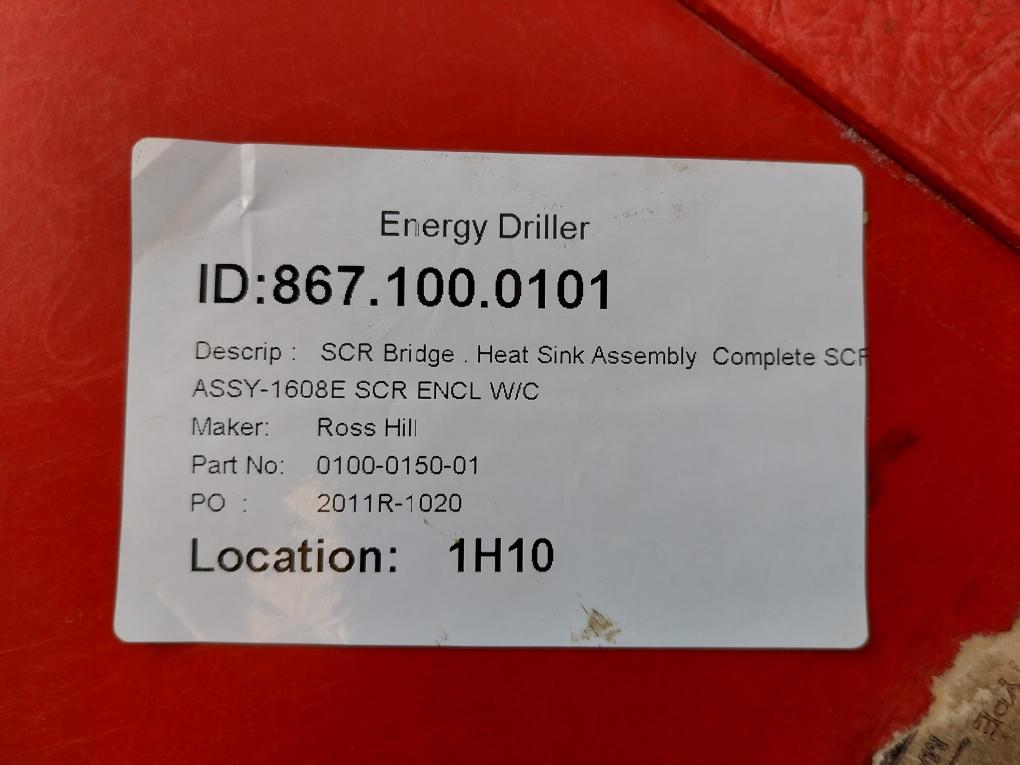 Energy Driller
ID:867.100.0101
Descrip : SCR Bridge . Heat Sink Assembly Complete
ASSY-1608E SCR ENCL W/C
Maker: Ross Hill
Part No: 0100-0150-01
PO : 2011R-1020
Location: 1H10